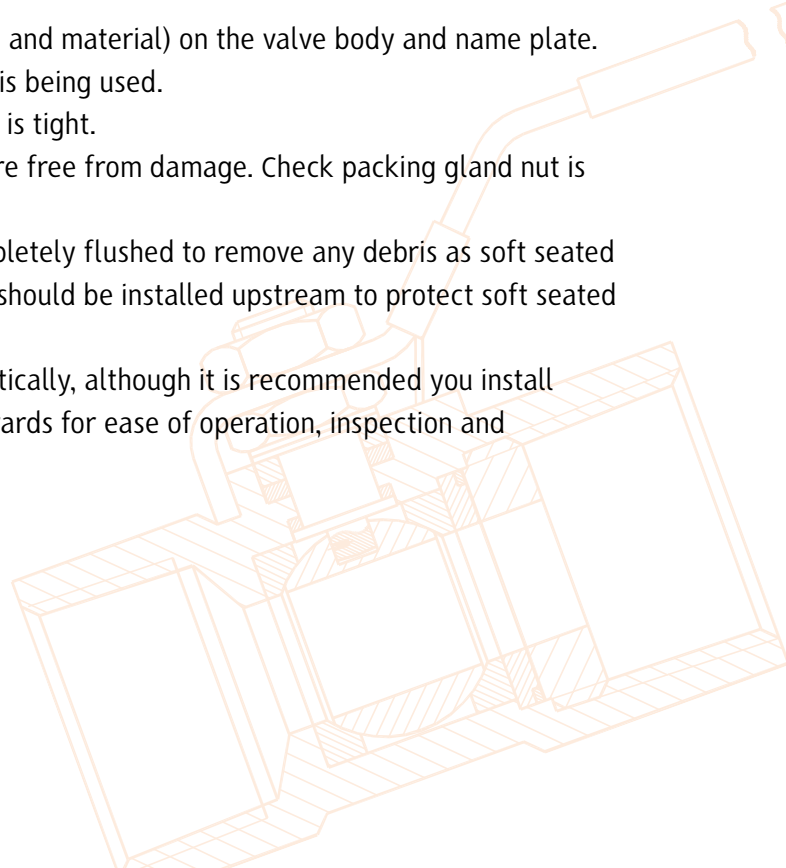 and material) on the valve body and name plate.
is being used.
is tight.
re free from damage. Check packing gland nut is
pletely flushed to remove any debris as soft seated
should be installed upstream to protect soft seated
tically, although it is recommended you install
ards for ease of operation, inspection and